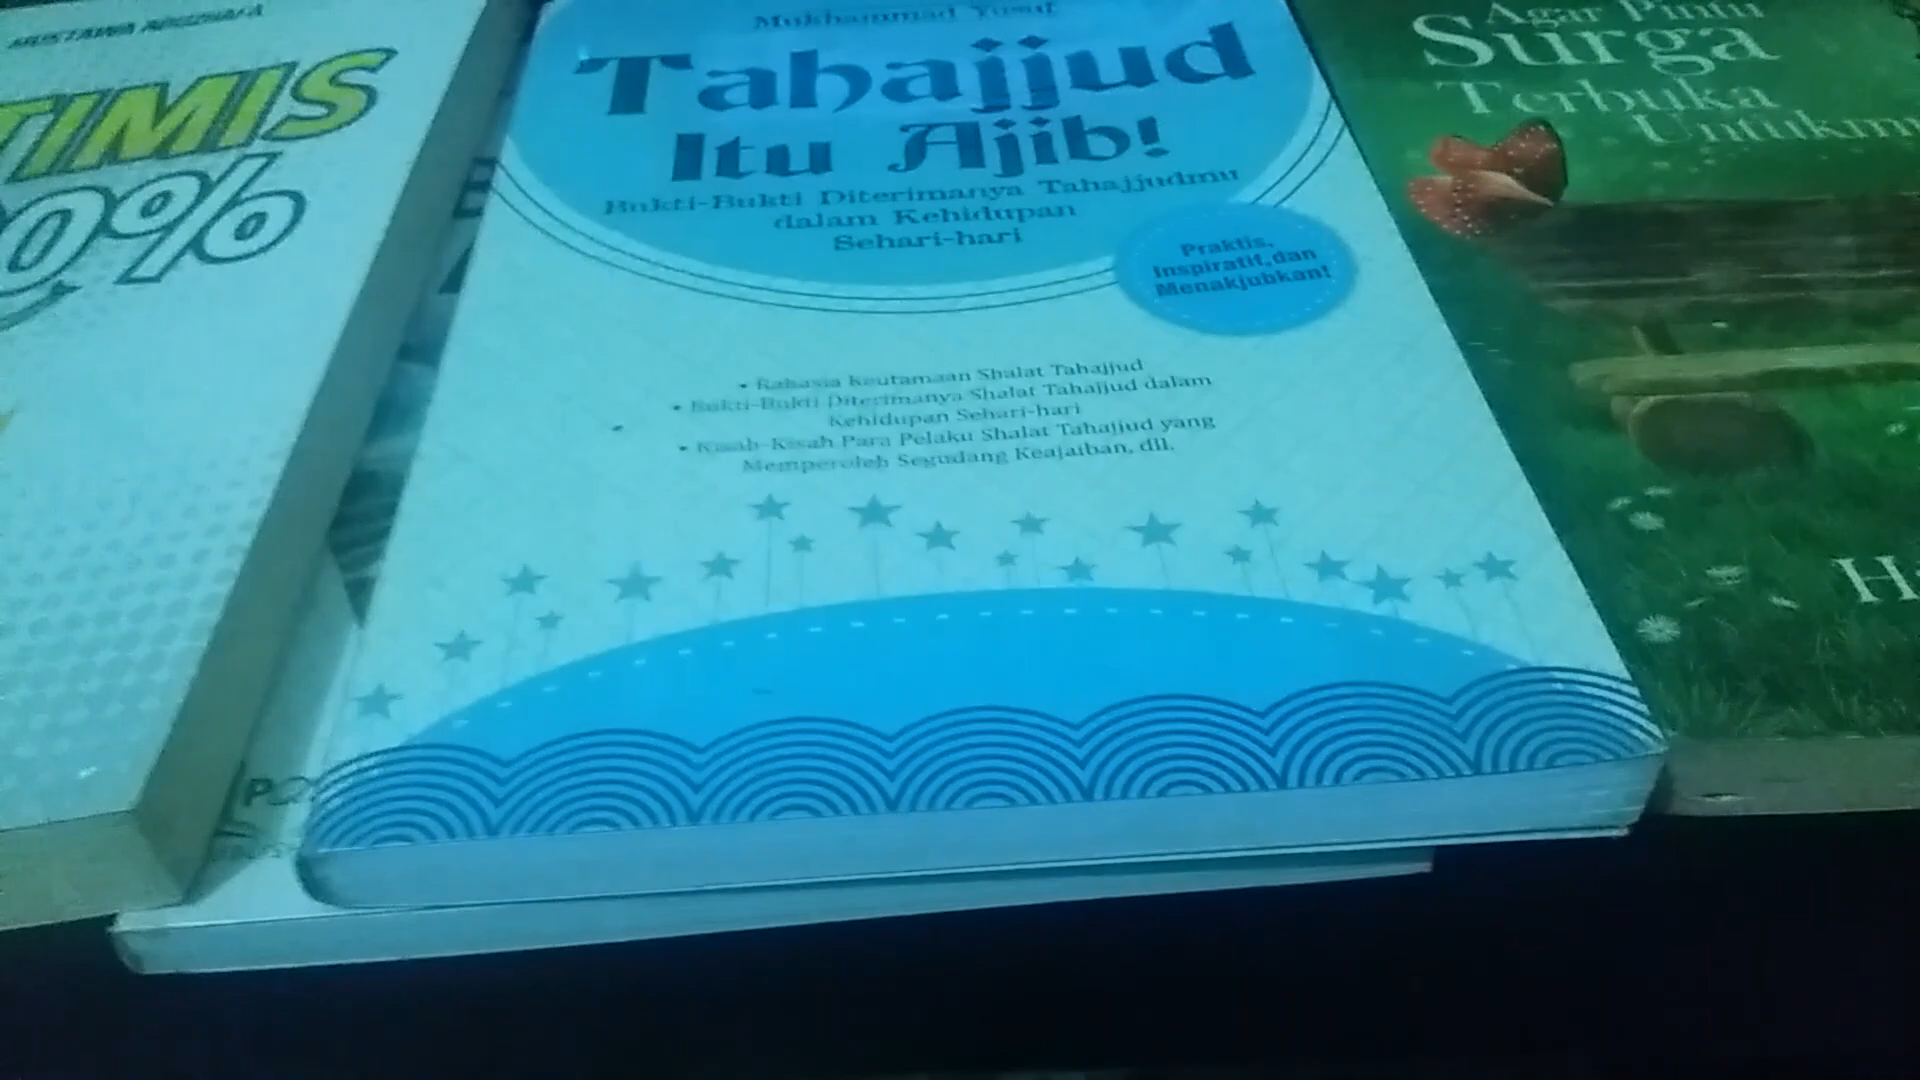 TIMIS
0%
Mukhammad Yusuf
Tahajjud
Itu Ajib!
Bukti-Bukti Diterimanya Tahajjudmu
dalam Kehidupan
Sehari-hari
Praktis,
Inspiratif, dan
Menakjubkan!
• Rahasia Keutamaan Shalat Tahajjud
• Bukti-Bukti Diterimanya Shalat Tahajjud dalam
Kehidupan Sehari-hari
• Kisah-Kisah Para Pelaku Shalat Tahajjud yang
Memperoleh Segudang Keajaiban, dll.
Agar Pintu
Surga
Terbuka
Untukmu
H